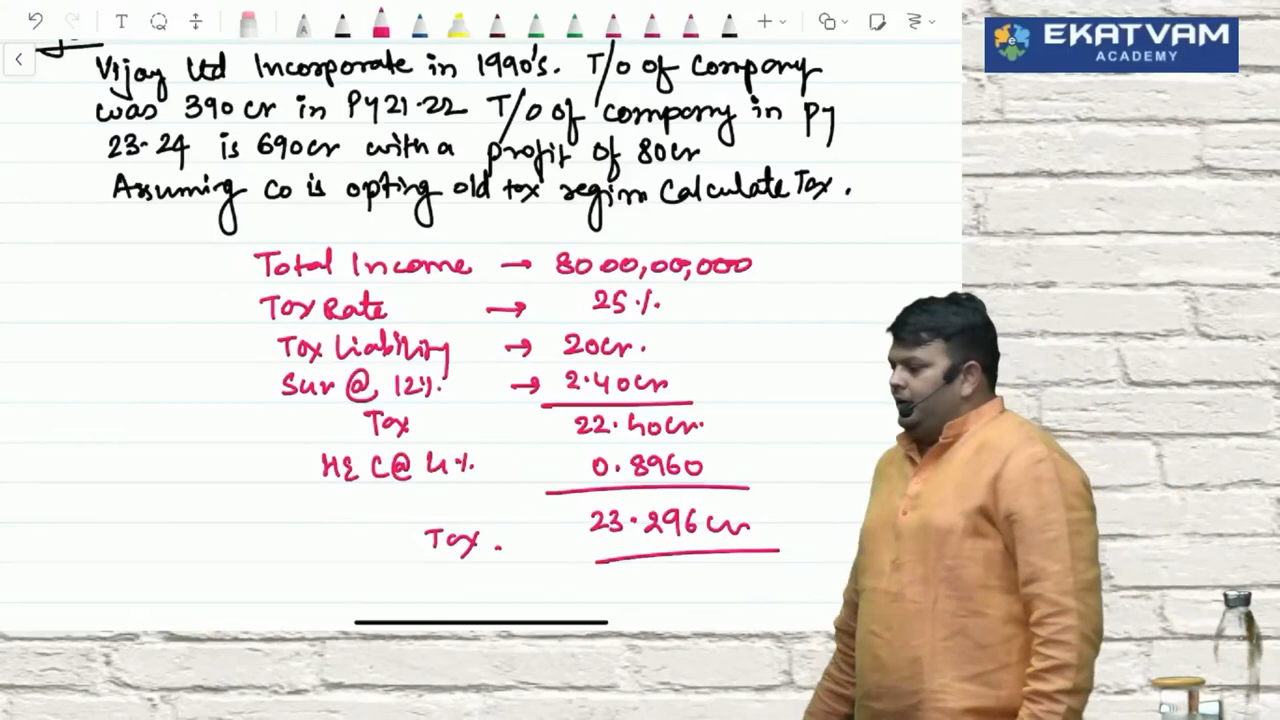 EKATVAM
ACADEMY
Vijay Ltd Incorporate in 1990's. T/o of company
was 390 cr in PY 21-22 T/o of company in PY
23-24 is 690cr with a profit of 80cr
Assuming co is opting old tax regim Calculate Tax.
Total Income → 8000,00,000
Tax Rate → 25%
Tax Liability → 20cr.
Sur @ 12% → 2.40cr
Tax 22.40cr.
HEC@ 4% 0.8960
Tax. 23.296 cr